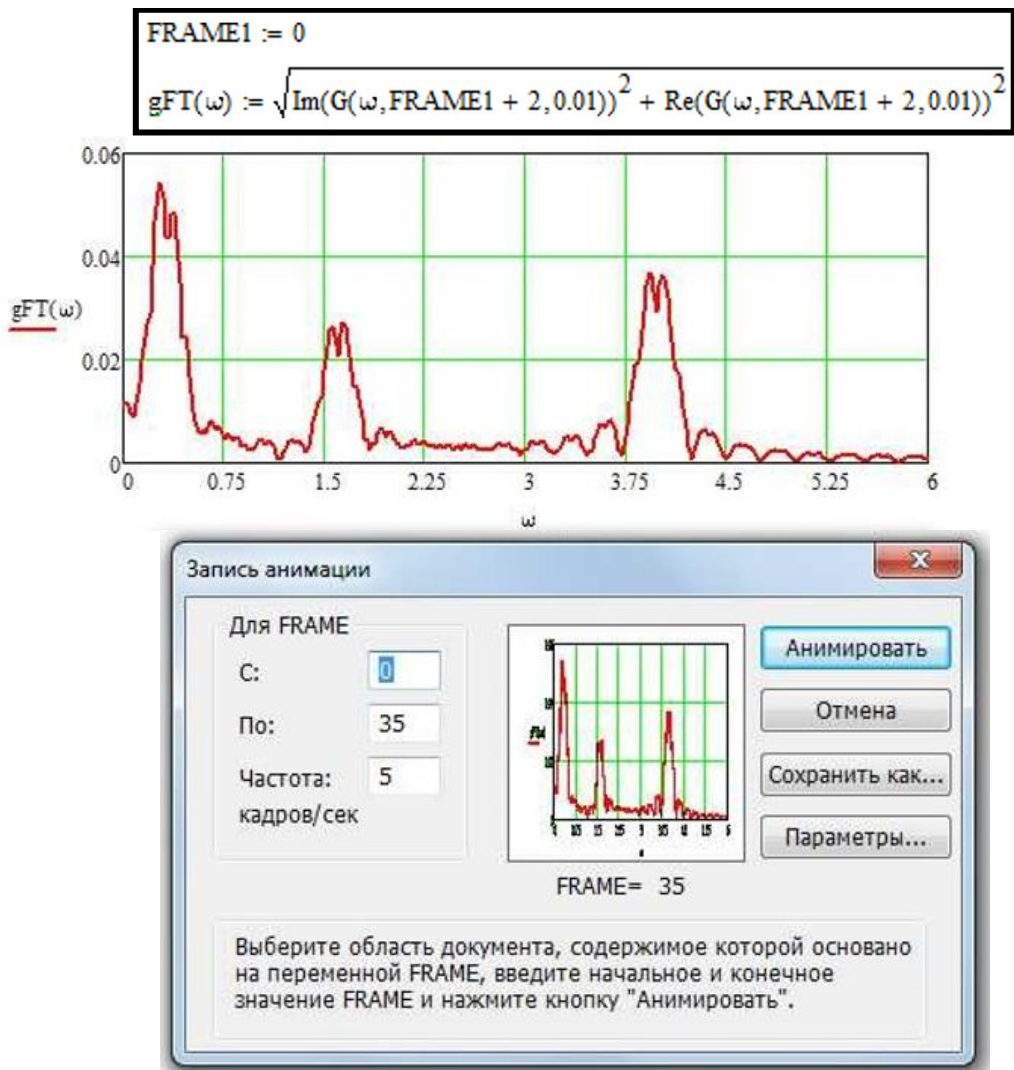 FRAME1 := 0
gFT(ω) := √(Im(G(ω,FRAME1 + 2,0.01))² + Re(G(ω,FRAME1 + 2,0.01))²)
0.06
0.04
gFT(ω)
0.02
0
0 0.75 1.5 2.25 3 3.75 4.5 5.25 6
ω
Запись анимации
Для FRAME
С: 0
По: 35
Частота: 5
кадров/сек
Анимировать
Отмена
Сохранить как...
Параметры...
FRAME= 35
Выберите область документа, содержимое которой основано
на переменной FRAME, введите начальное и конечное
значение FRAME и нажмите кнопку "Анимировать".